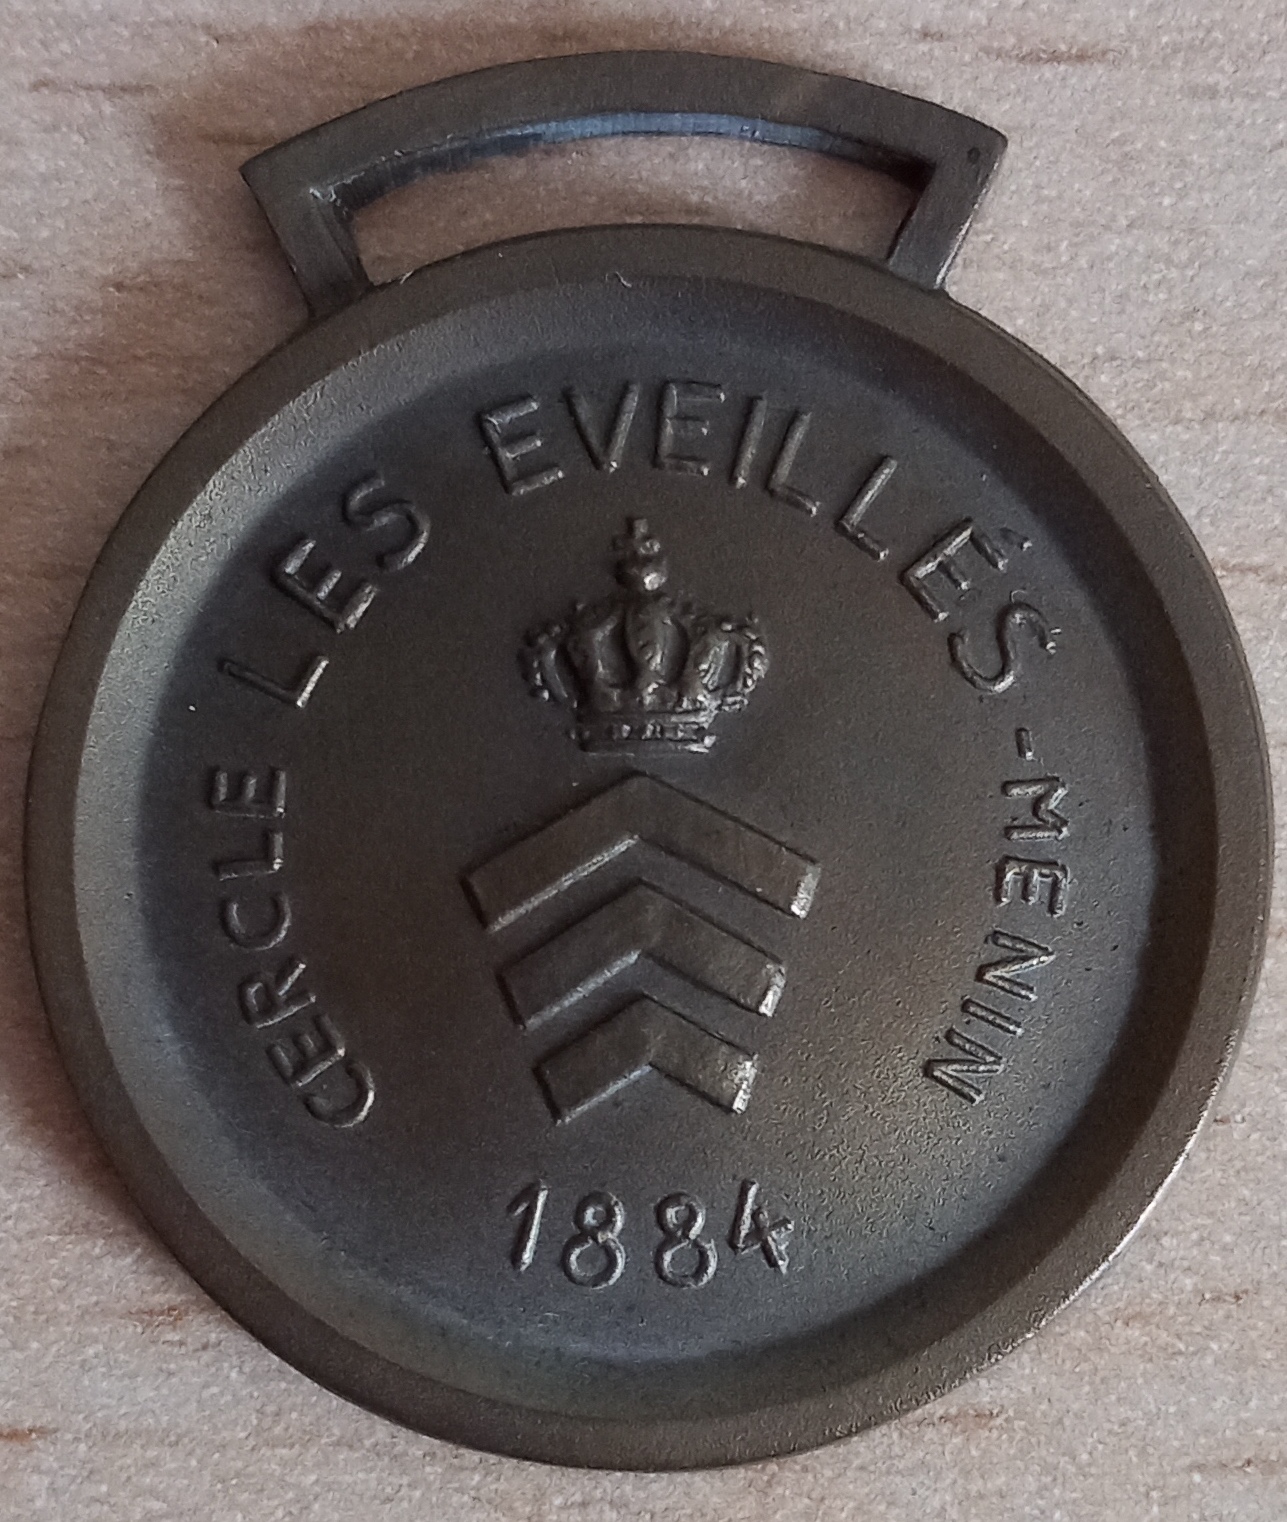 CERCLE LES EVEILLÉS - MENIN
1884